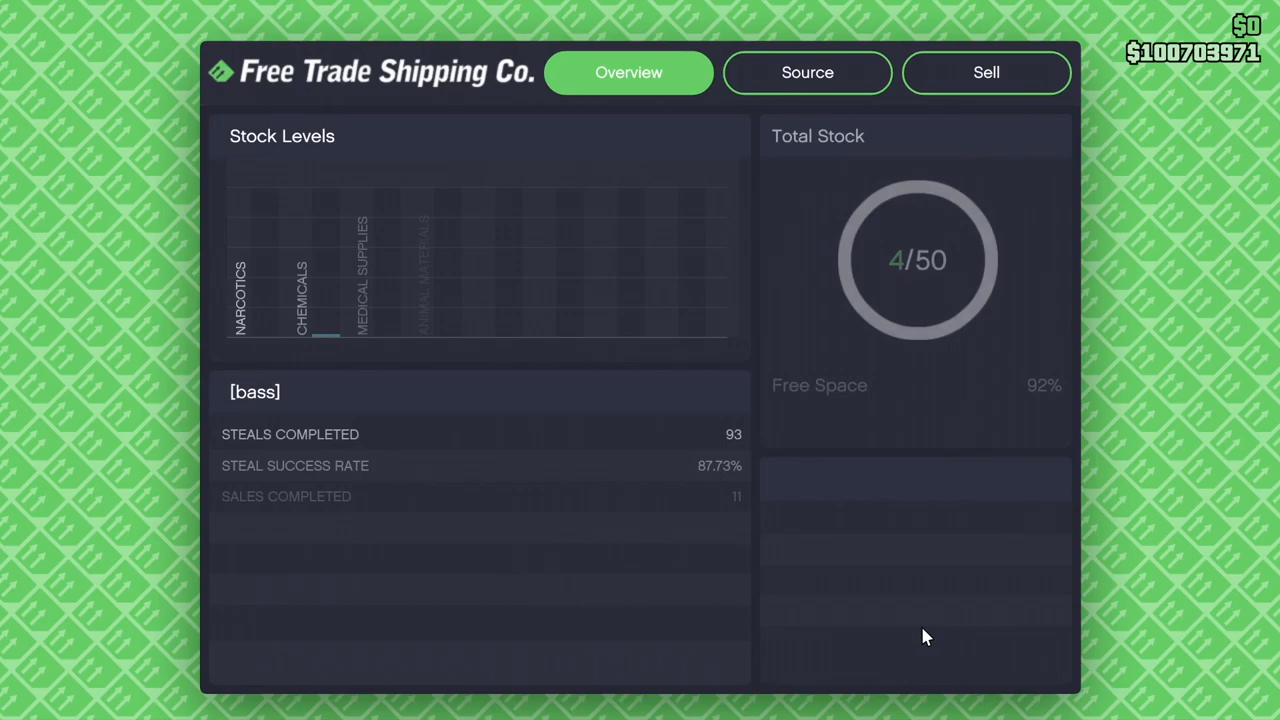 $0
$100703971
Free Trade Shipping Co.
Overview
Source
Sell
Stock Levels
NARCOTICS
CHEMICALS
MEDICAL SUPPLIES
ANIMAL MATERIALS
Total Stock
4/50
Free Space 92%
[bass]
STEALS COMPLETED 93
STEAL SUCCESS RATE 87.73%
SALES COMPLETED 11